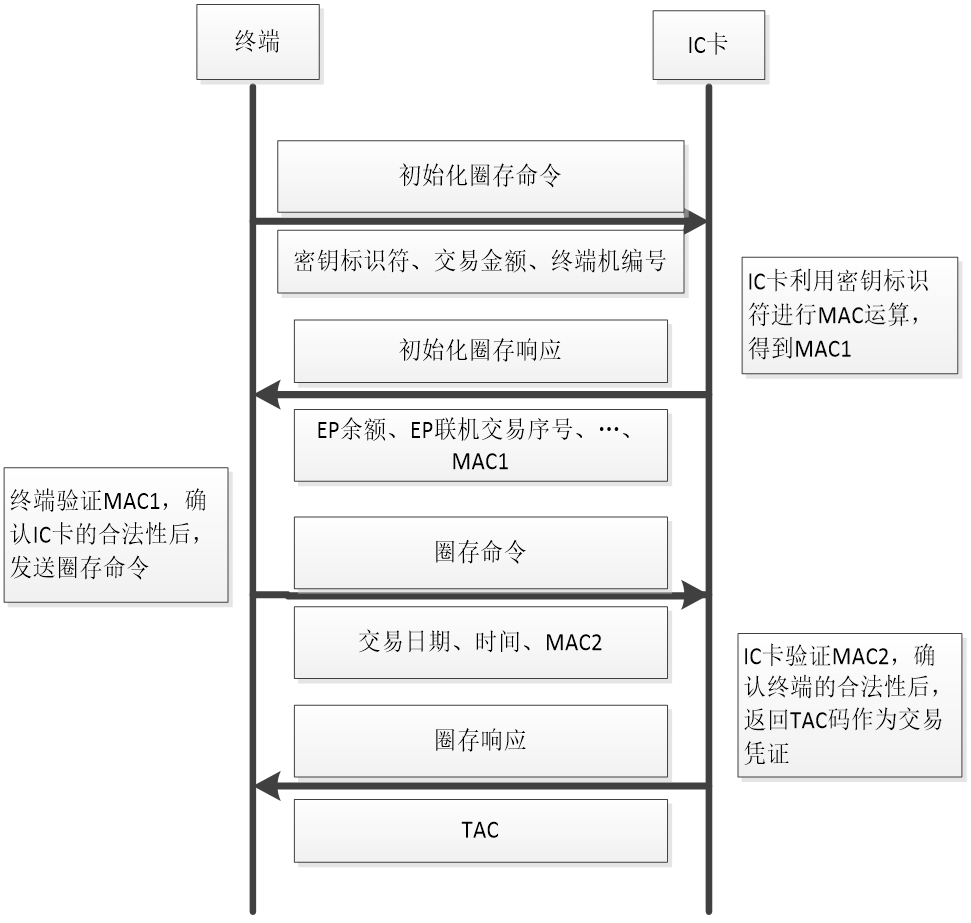 终端
IC卡
初始化圈存命令
密钥标识符、交易金额、终端机编号
IC卡利用密钥标识
符进行MAC运算，
得到MAC1
初始化圈存响应
EP余额、EP联机交易序号、…、
MAC1
终端验证MAC1，确
认IC卡的合法性后，
发送圈存命令
圈存命令
交易日期、时间、MAC2
IC卡验证MAC2，确
认终端的合法性后，
返回TAC码作为交易
凭证
圈存响应
TAC